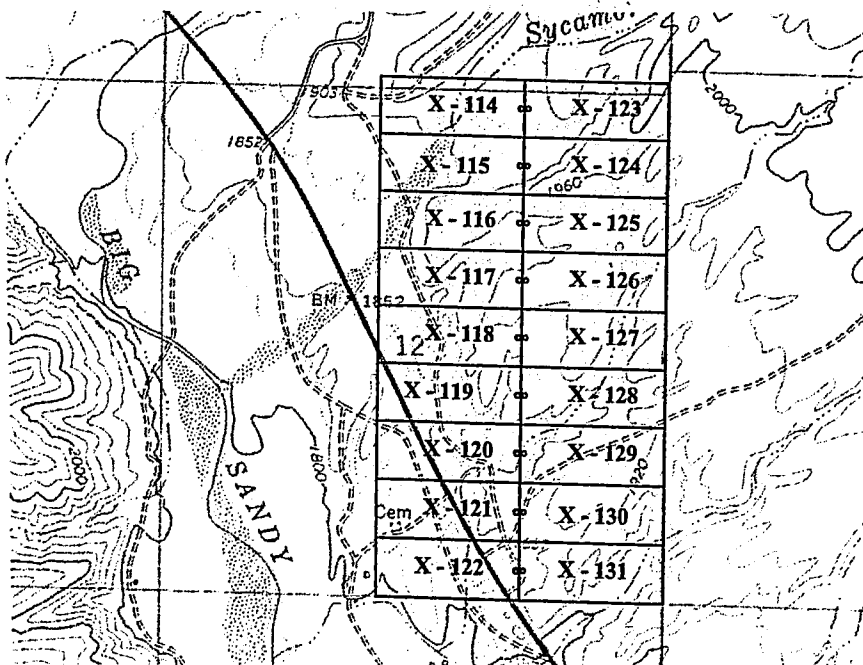 Sycamo
40
X - 114
X - 123
903
2000
1852
X - 115
X - 124
1960
X - 116
X - 125
BIG
X - 117
X - 126
BM
1852
12
X - 118
X - 127
X - 119
X - 128
X - 120
X - 129
2000
1800
SANDY
X - 121
X - 130
Cem
X - 122
X - 131